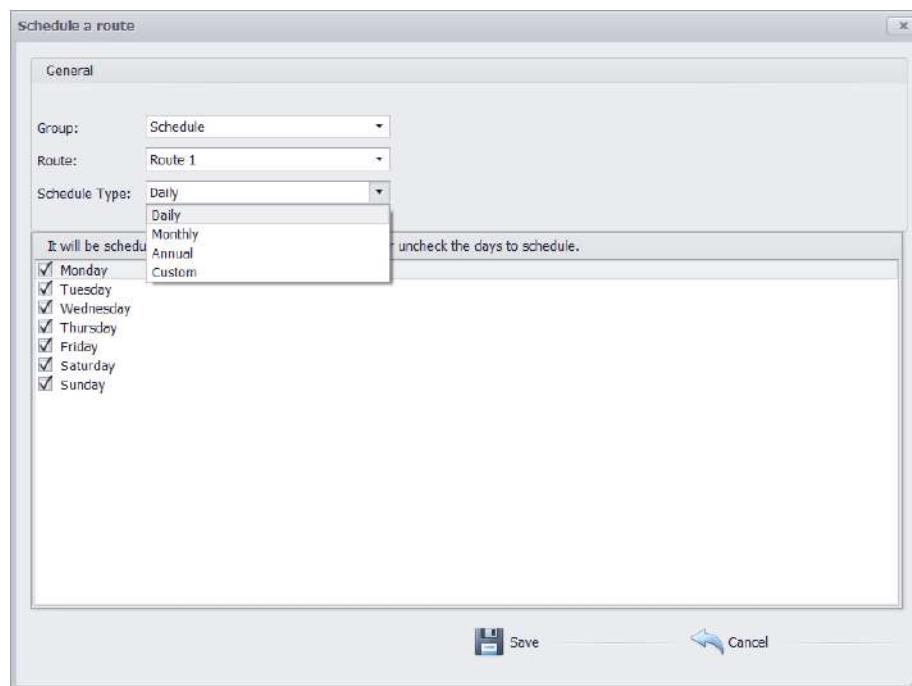 Schedule a route
General
Group: Schedule
Route: Route 1
Schedule Type: Daily
Daily
Monthly
Annual
Custom
It will be schedu uncheck the days to schedule.
Monday
Tuesday
Wednesday
Thursday
Friday
Saturday
Sunday
Save Cancel